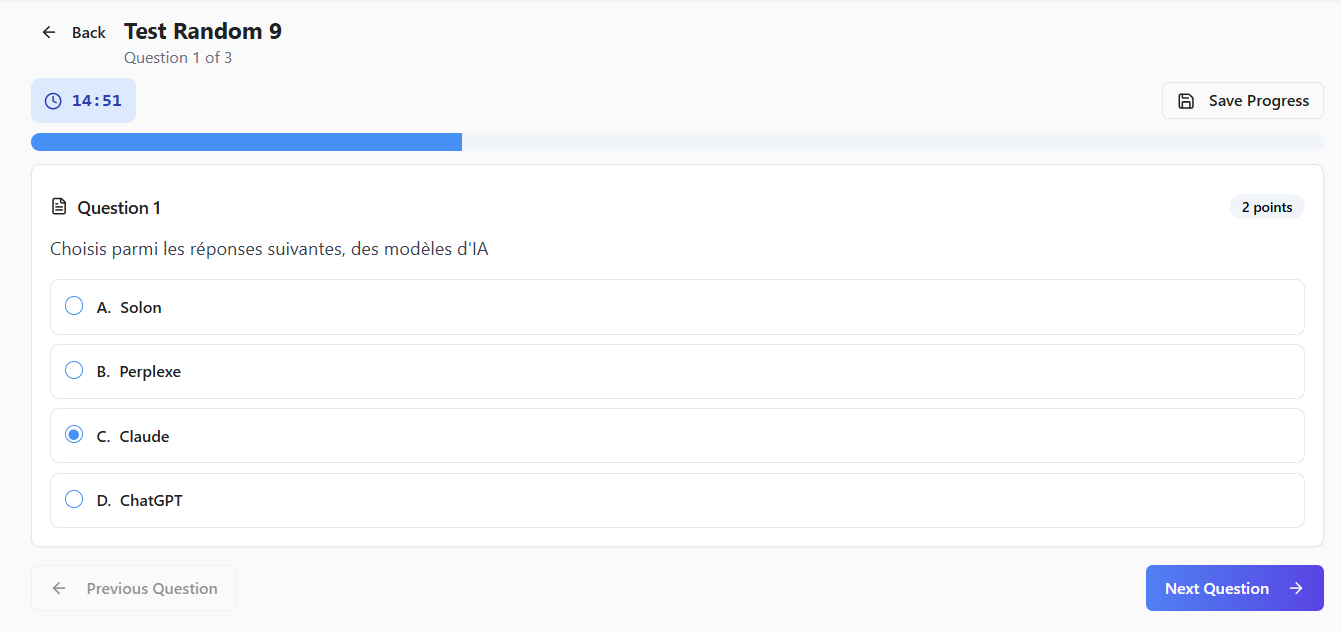 Back
Test Random 9
Question 1 of 3
14:51
Save Progress
Question 1
2 points
Choisis parmi les réponses suivantes, des modèles d'IA
A. Solon
B. Perplexe
C. Claude
D. ChatGPT
Previous Question
Next Question